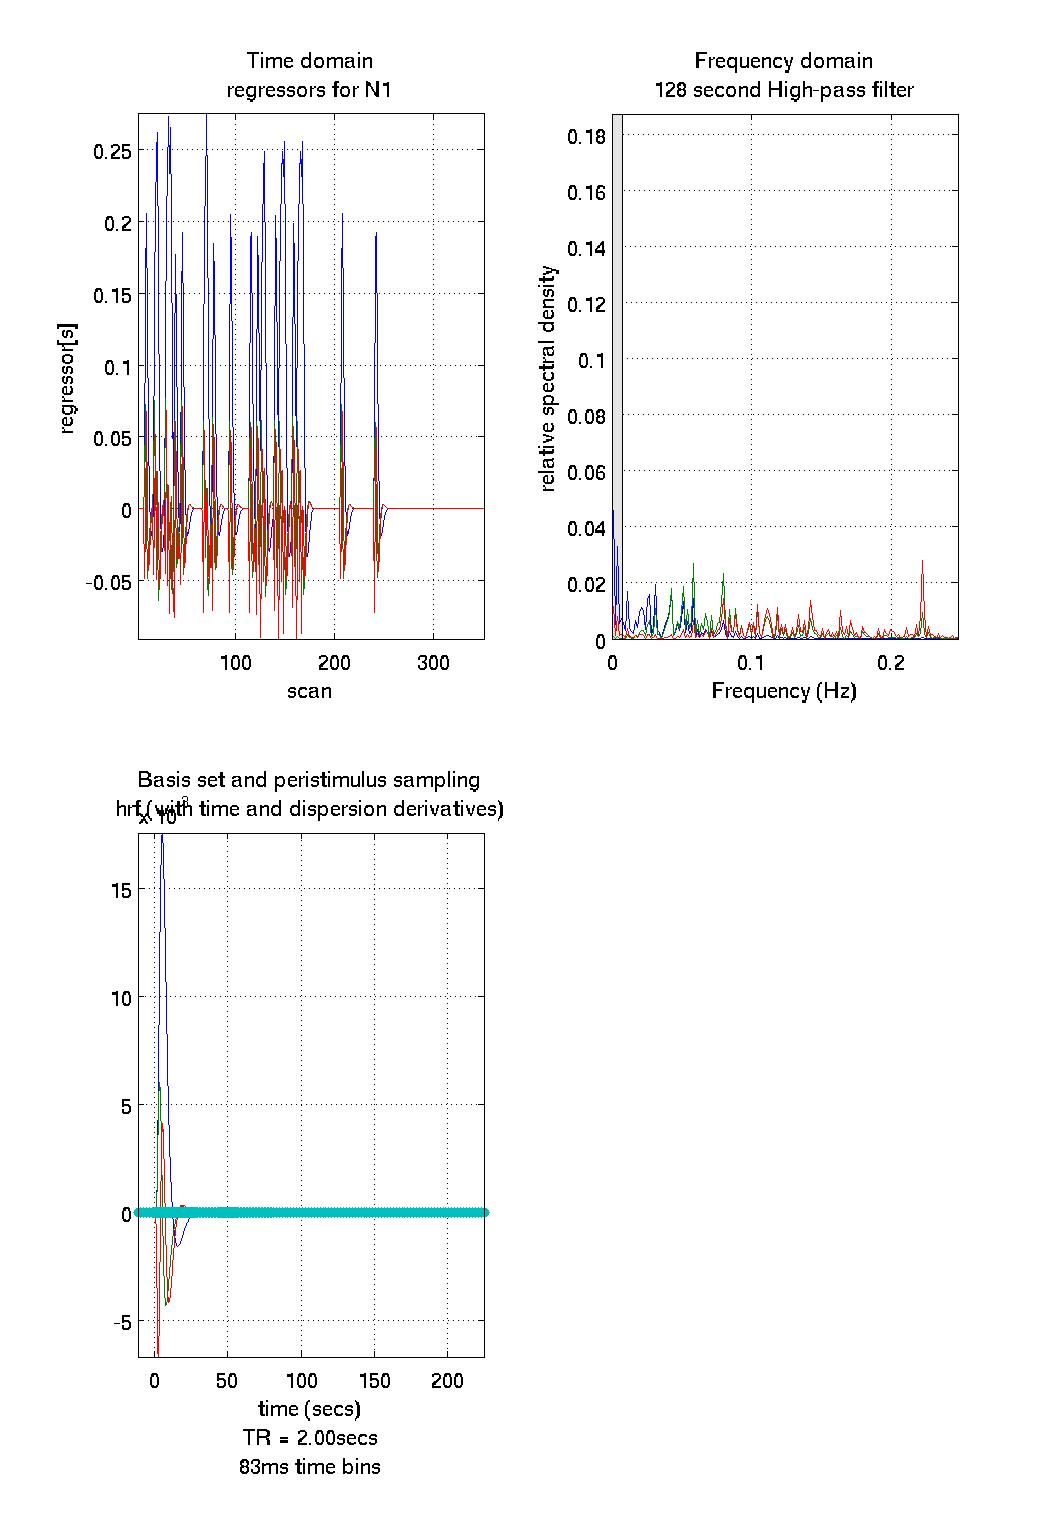 Time domain
regressors for N1
0.25
0.2
0.15
0.1
0.05
0
-0.05
regressor[s]
100 200 300
scan
Frequency domain
128 second High-pass filter
0.18
0.16
0.14
0.12
0.1
0.08
0.06
0.04
0.02
0
relative spectral density
0 0.1 0.2
Frequency (Hz)
Basis set and peristimulus sampling
hrf (with time and dispersion derivatives)
x 10
15
10
5
0
-5
0 50 100 150 200
time (secs)
TR = 2.00secs
83ms time bins